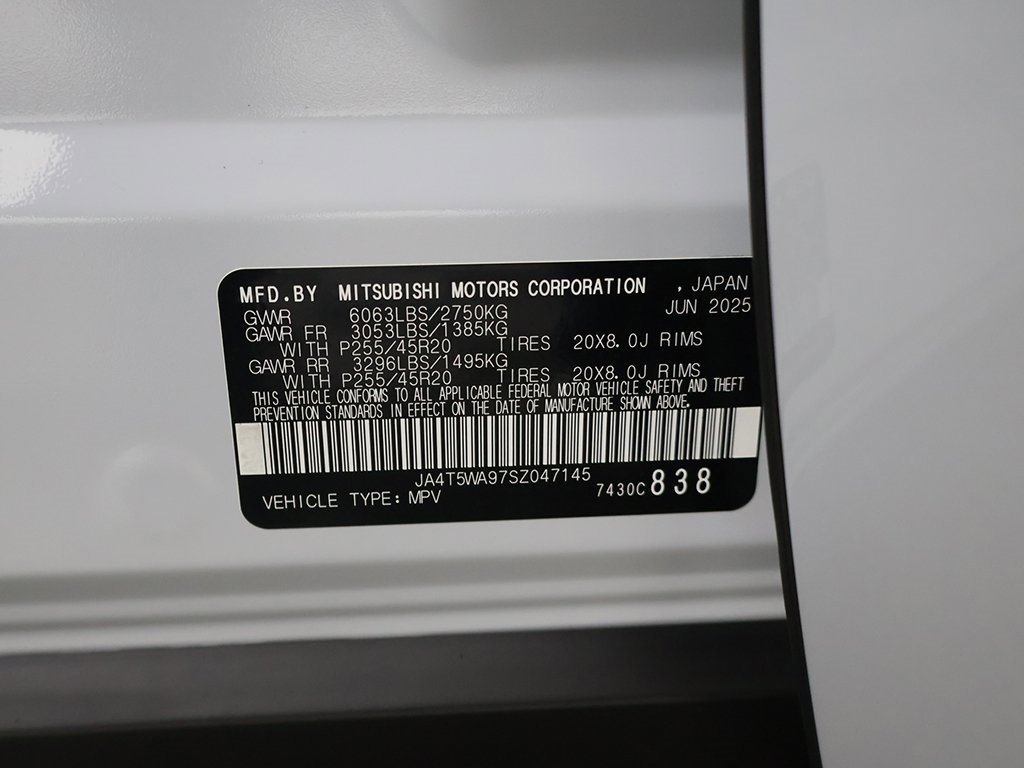 MFD.BY MITSUBISHI MOTORS CORPORATION , JAPAN
JUN 2025
GVWR 6063LBS/2750KG
GAWR FR 3053LBS/1385KG
WITH P255/45R20 TIRES 20X8.0J RIMS
GAWR RR 3296LBS/1495KG
WITH P255/45R20 TIRES 20X8.0J RIMS
THIS VEHICLE CONFORMS TO ALL APPLICABLE FEDERAL MOTOR VEHICLE SAFETY AND THEFT
PREVENTION STANDARDS IN EFFECT ON THE DATE OF MANUFACTURE SHOWN ABOVE.
JA4T5WA97SZ047145
VEHICLE TYPE: MPV 7430C 838